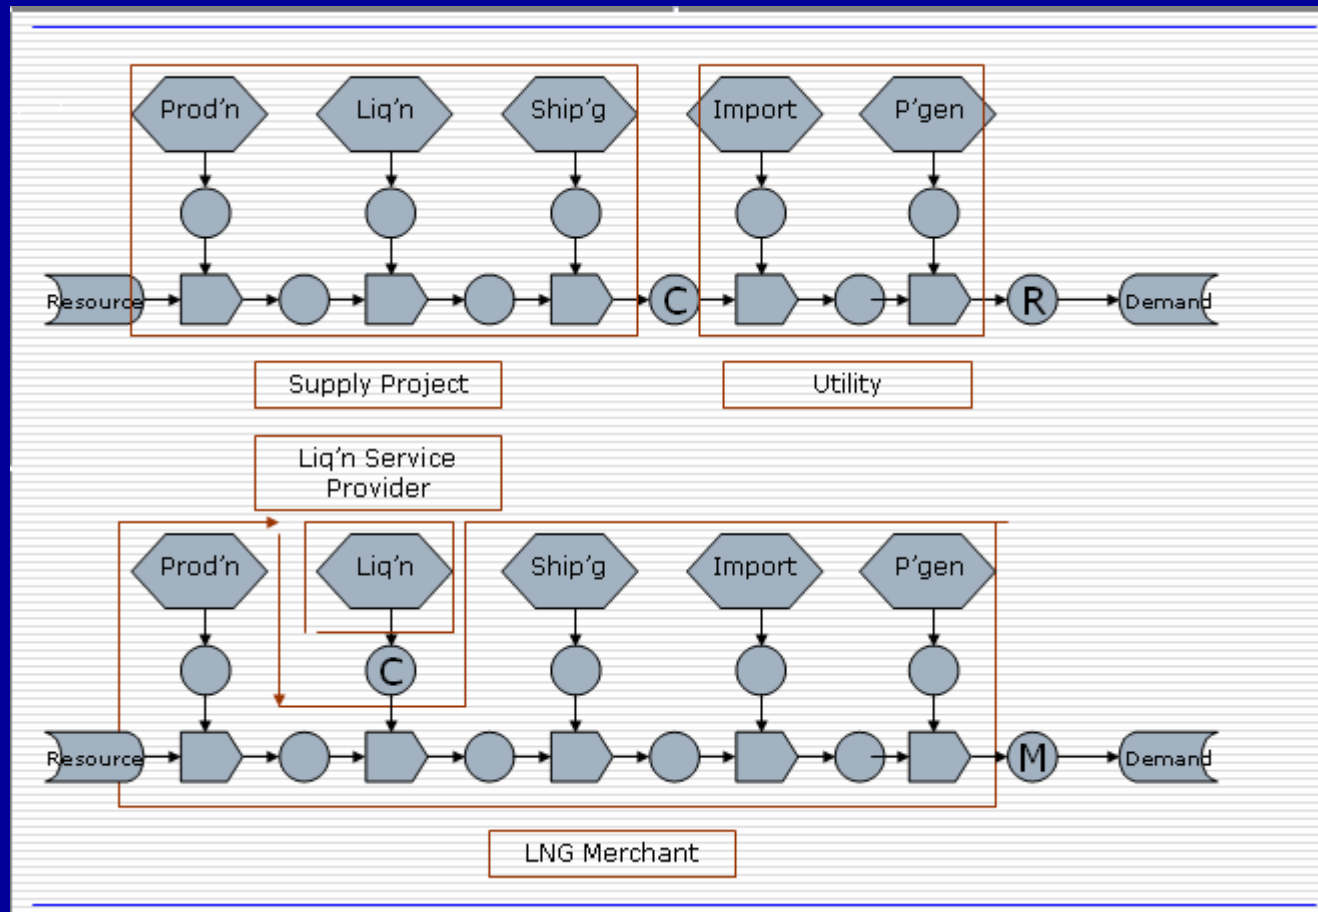 Prod'n
Liq'n
Ship'g
Import
P'gen
Resource
C
R
Demand
Supply Project
Utility
Liq'n Service
Provider
Prod'n
Liq'n
Ship'g
Import
P'gen
C
Resource
M
Demand
LNG Merchant